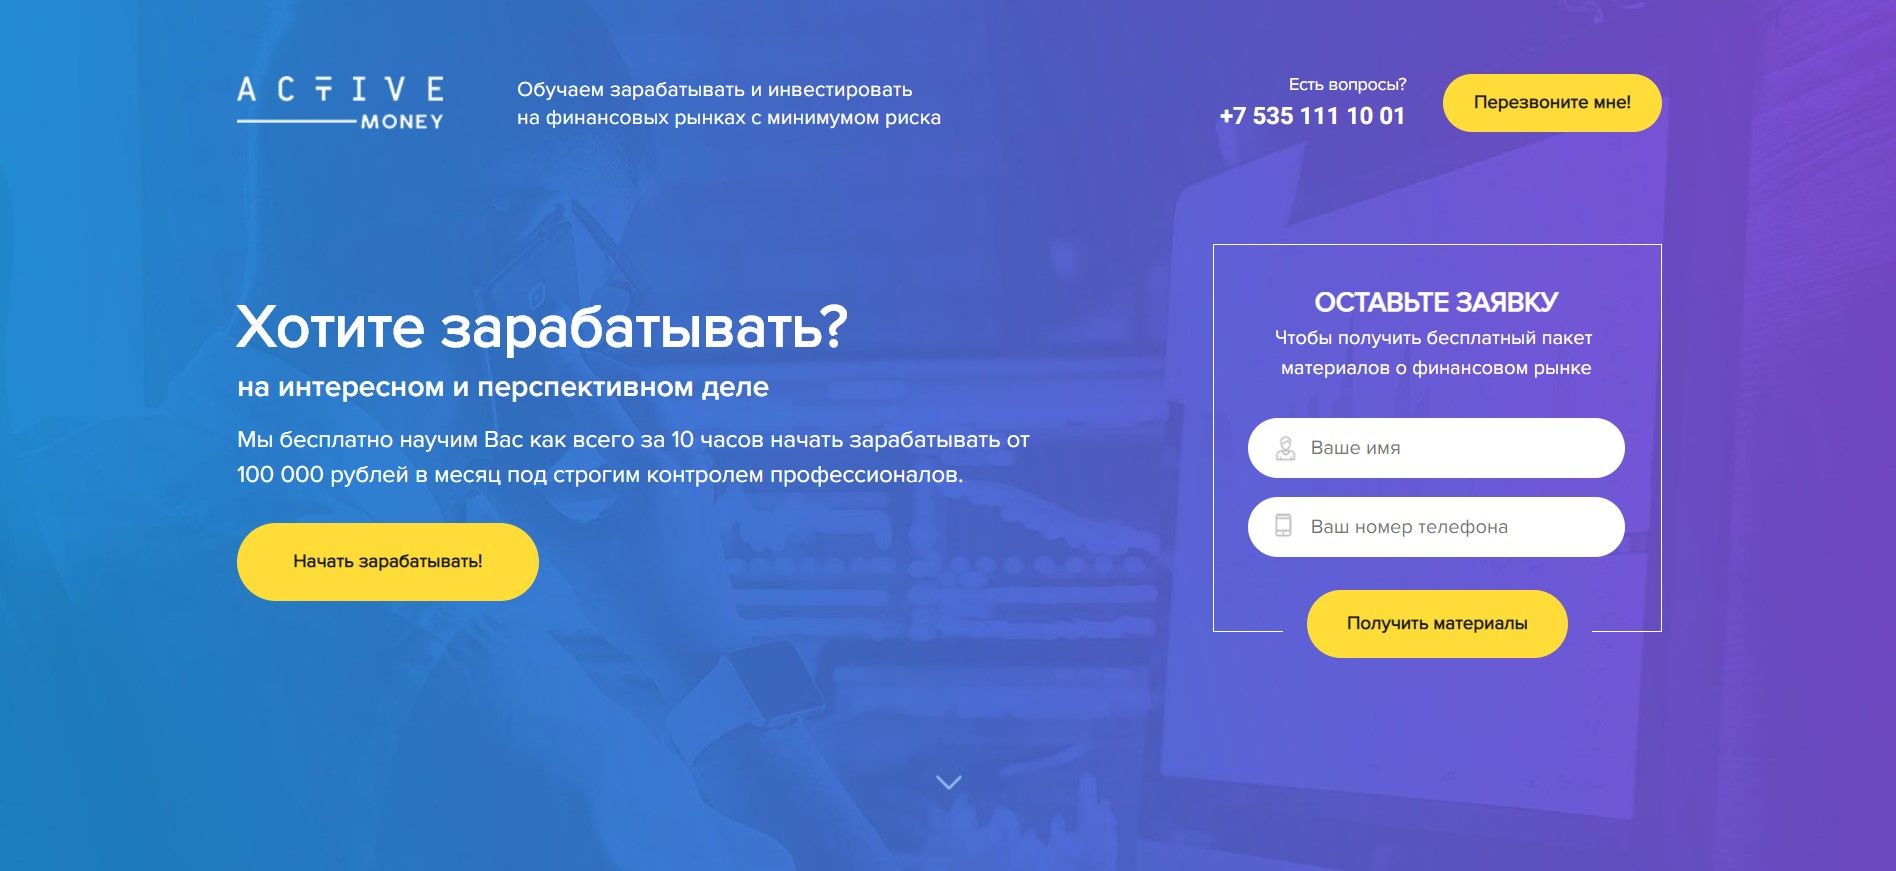 ACTIVE
MONEY
Обучаем зарабатывать и инвестировать
на финансовых рынках с минимумом риска
Есть вопросы?
+7 535 111 10 01
Перезвоните мне!
Хотите зарабатывать?
на интересном и перспективном деле
Мы бесплатно научим Вас как всего за 10 часов начать зарабатывать от
100 000 рублей в месяц под строгим контролем профессионалов.
Начать зарабатывать!
ОСТАВЬТЕ ЗАЯВКУ
Чтобы получить бесплатный пакет
материалов о финансовом рынке
Ваше имя
Ваш номер телефона
Получить материалы